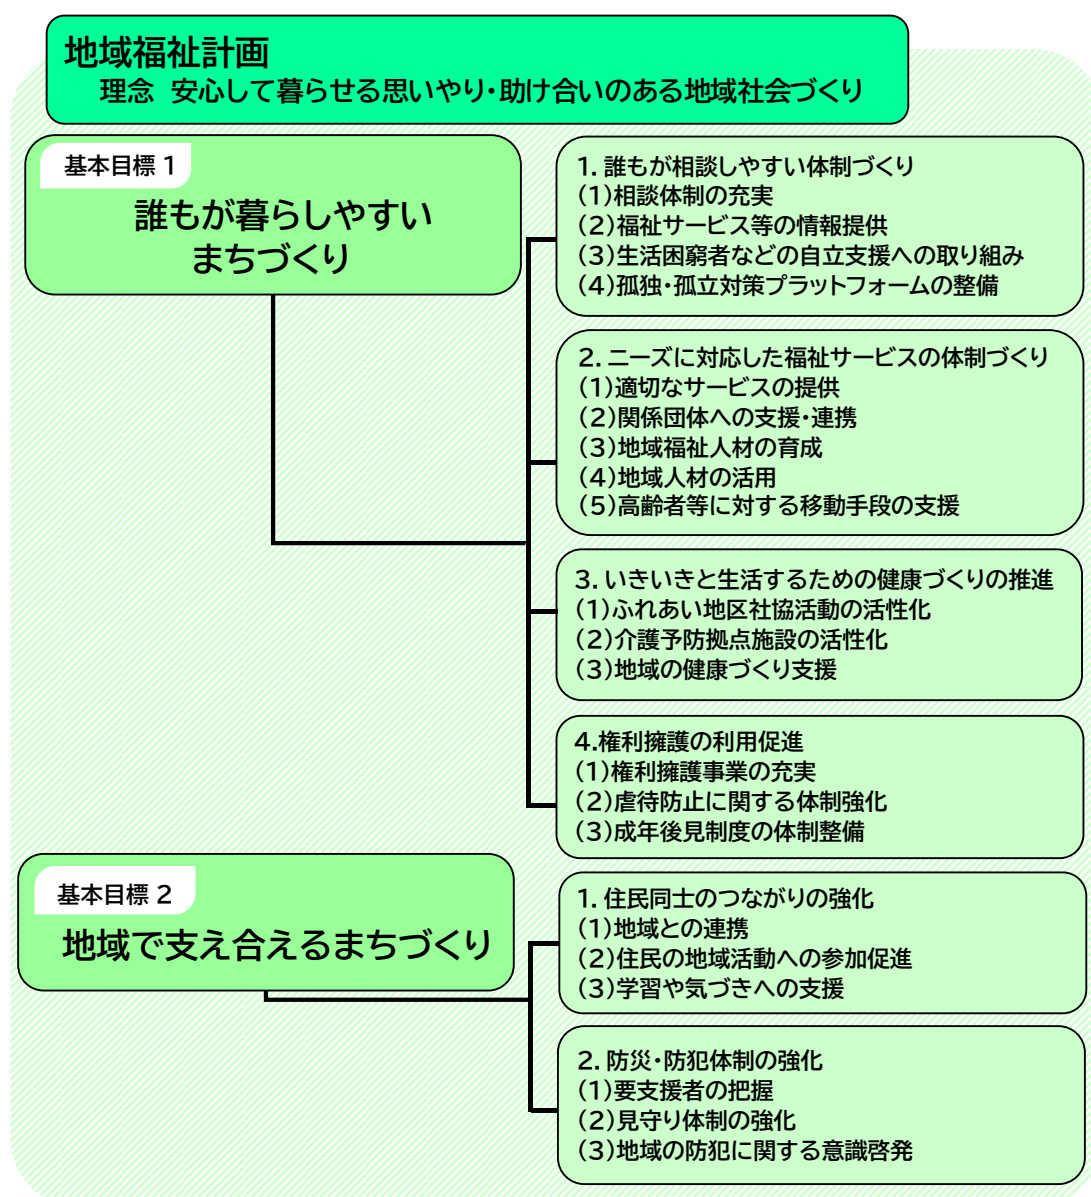 地域福祉計画
理念 安心して暮らせる思いやり・助け合いのある地域社会づくり
基本目標 1
誰もが暮らしやすい
まちづくり
1. 誰もが相談しやすい体制づくり
(1)相談体制の充実
(2)福祉サービス等の情報提供
(3)生活困窮者などの自立支援への取り組み
(4)孤独・孤立対策プラットフォームの整備
2. ニーズに対応した福祉サービスの体制づくり
(1)適切なサービスの提供
(2)関係団体への支援・連携
(3)地域福祉人材の育成
(4)地域人材の活用
(5)高齢者等に対する移動手段の支援
3. いきいきと生活するための健康づくりの推進
(1)ふれあい地区社協活動の活性化
(2)介護予防拠点施設の活性化
(3)地域の健康づくり支援
4.権利擁護の利用促進
(1)権利擁護事業の充実
(2)虐待防止に関する体制強化
(3)成年後見制度の体制整備
基本目標 2
地域で支え合えるまちづくり
1. 住民同士のつながりの強化
(1)地域との連携
(2)住民の地域活動への参加促進
(3)学習や気づきへの支援
2. 防災・防犯体制の強化
(1)要支援者の把握
(2)見守り体制の強化
(3)地域の防犯に関する意識啓発